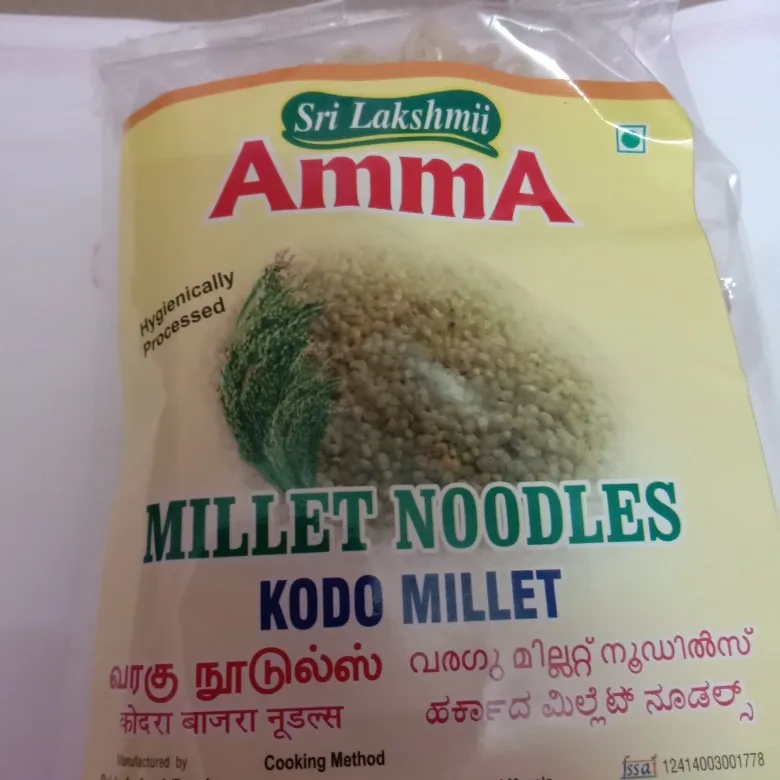 Sri Lakshmii
AmmA
Hygienically
Processed
MILLET NOODLES
KODO MILLET
வரகு நூடுல்ஸ்
വരഗു മില്ലറ്റ് നൂഡിൽസ്
कोदरा बाजरा नूडल्स
ಹರ್ಕಾದ ಮಿಲ್ಲೆಟ್ ನೂಡಲ್ಸ್
Manufactured by
Cooking Method
fssai 12414003001778